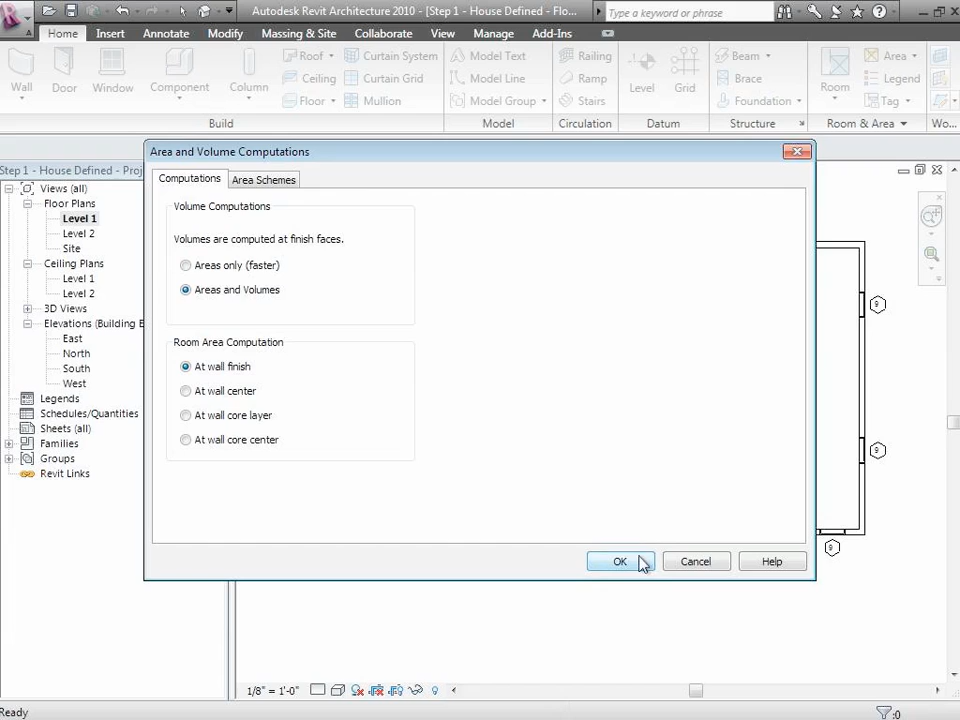 Autodesk Revit Architecture 2010 - [Step 1 - House Defined - Flo...
Type a keyword or phrase
Home Insert Annotate Modify Massing & Site Collaborate View Manage Add-Ins
Wall Door Window Component Column
Roof
Ceiling
Floor
Curtain System
Curtain Grid
Mullion
Model Text
Model Line
Model Group
Railing
Ramp
Stairs
Level Grid
Beam
Brace
Foundation
Room
Area
Legend
Tag
Build Model Circulation Datum Structure Room & Area Wo...
Step 1 - House Defined - Proj
Views (all)
Floor Plans
Level 1
Level 2
Site
Ceiling Plans
Level 1
Level 2
3D Views
Elevations (Building E
East
North
South
West
Legends
Schedules/Quantities
Sheets (all)
Families
Groups
Revit Links
Area and Volume Computations
Computations Area Schemes
Volume Computations
Volumes are computed at finish faces.
Areas only (faster)
Areas and Volumes
Room Area Computation
At wall finish
At wall center
At wall core layer
At wall core center
OK Cancel Help
9
9
9
1/8" = 1'-0"
Ready
:0